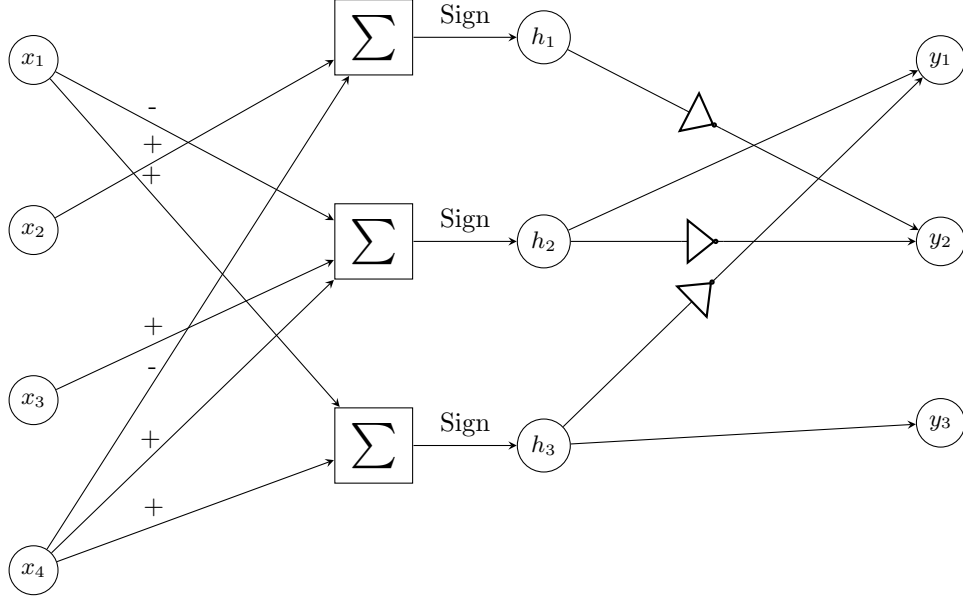 Sign
x₁
∑
h₁
y₁
-
+
+
Sign
x₂
∑
h₂
y₂
+
-
x₃
Sign
y₃
+
∑
h₃
+
x₄